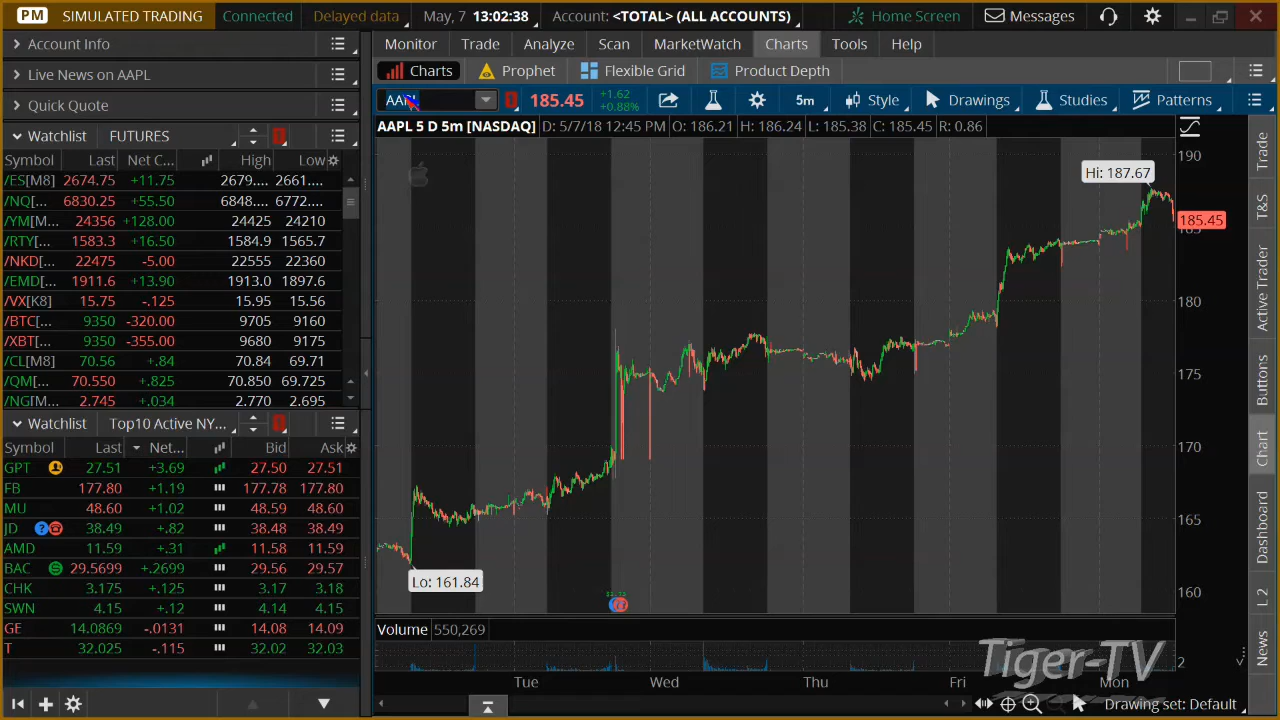 PM SIMULATED TRADING Connected Delayed data May, 7 13:02:38 Account: <TOTAL> (ALL ACCOUNTS) Home Screen Messages
Account Info
Live News on AAPL
Quick Quote
Watchlist FUTURES
Symbol Last Net C... High Low
/ES[M8] 2674.75 +11.75 2679.... 2661....
/NQ[... 6830.25 +55.50 6848.... 6772....
/YM[M... 24356 +128.00 24425 24210
/RTY[... 1583.3 +16.50 1584.9 1565.7
/NKD[... 22475 -5.00 22555 22360
/EMD[... 1911.6 +13.90 1913.0 1897.6
/VX[K8] 15.75 -.125 15.95 15.56
/BTC[... 9350 -320.00 9705 9160
/XBT[... 9350 -355.00 9680 9175
/CL[M8] 70.56 +.84 70.84 69.71
/QM[... 70.550 +.825 70.850 69.725
/NG[M... 2.745 +.034 2.770 2.695
Watchlist Top10 Active NY...
Symbol Last Net... Bid Ask
GPT 27.51 +3.69 27.50 27.51
FB 177.80 +1.19 177.78 177.80
MU 48.60 +1.02 48.59 48.60
JD 38.49 +.82 38.48 38.49
AMD 11.59 +.31 11.58 11.59
BAC 29.5699 +.2699 29.56 29.57
CHK 3.175 +.125 3.17 3.18
SWN 4.15 +.12 4.14 4.15
GE 14.0869 -.0131 14.08 14.09
T 32.025 -.115 32.02 32.03
Monitor Trade Analyze Scan MarketWatch Charts Tools Help
Charts Prophet Flexible Grid Product Depth
AAPL 185.45 +1.62 +0.88% 5m Style Drawings Studies Patterns
AAPL 5 D 5m [NASDAQ] D: 5/7/18 12:45 PM O: 186.21 H: 186.24 L: 185.38 C: 185.45 R: 0.86
190
Hi: 187.67
185.45
185
180
175
170
165
Lo: 161.84
160
Volume 550,269
2
Tue Wed Thu Fri Mon
Tiger-TV
Drawing set: Default
Trade
T&S
Active Trader
Buttons
Chart
Dashboard
L 2
News